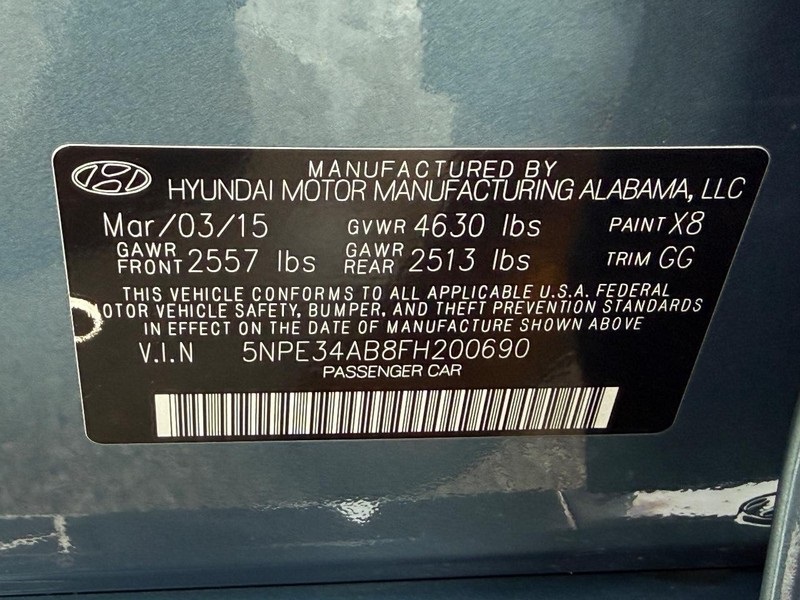 MANUFACTURED BY
HYUNDAI MOTOR MANUFACTURING ALABAMA, LLC
Mar/03/15 GVWR 4630 lbs PAINT X8
GAWR FRONT 2557 lbs GAWR REAR 2513 lbs TRIM GG
THIS VEHICLE CONFORMS TO ALL APPLICABLE U.S.A. FEDERAL
OTOR VEHICLE SAFETY, BUMPER, AND THEFT PREVENTION STANDARDS
IN EFFECT ON THE DATE OF MANUFACTURE SHOWN ABOVE
V.I.N 5NPE34AB8FH200690
PASSENGER CAR